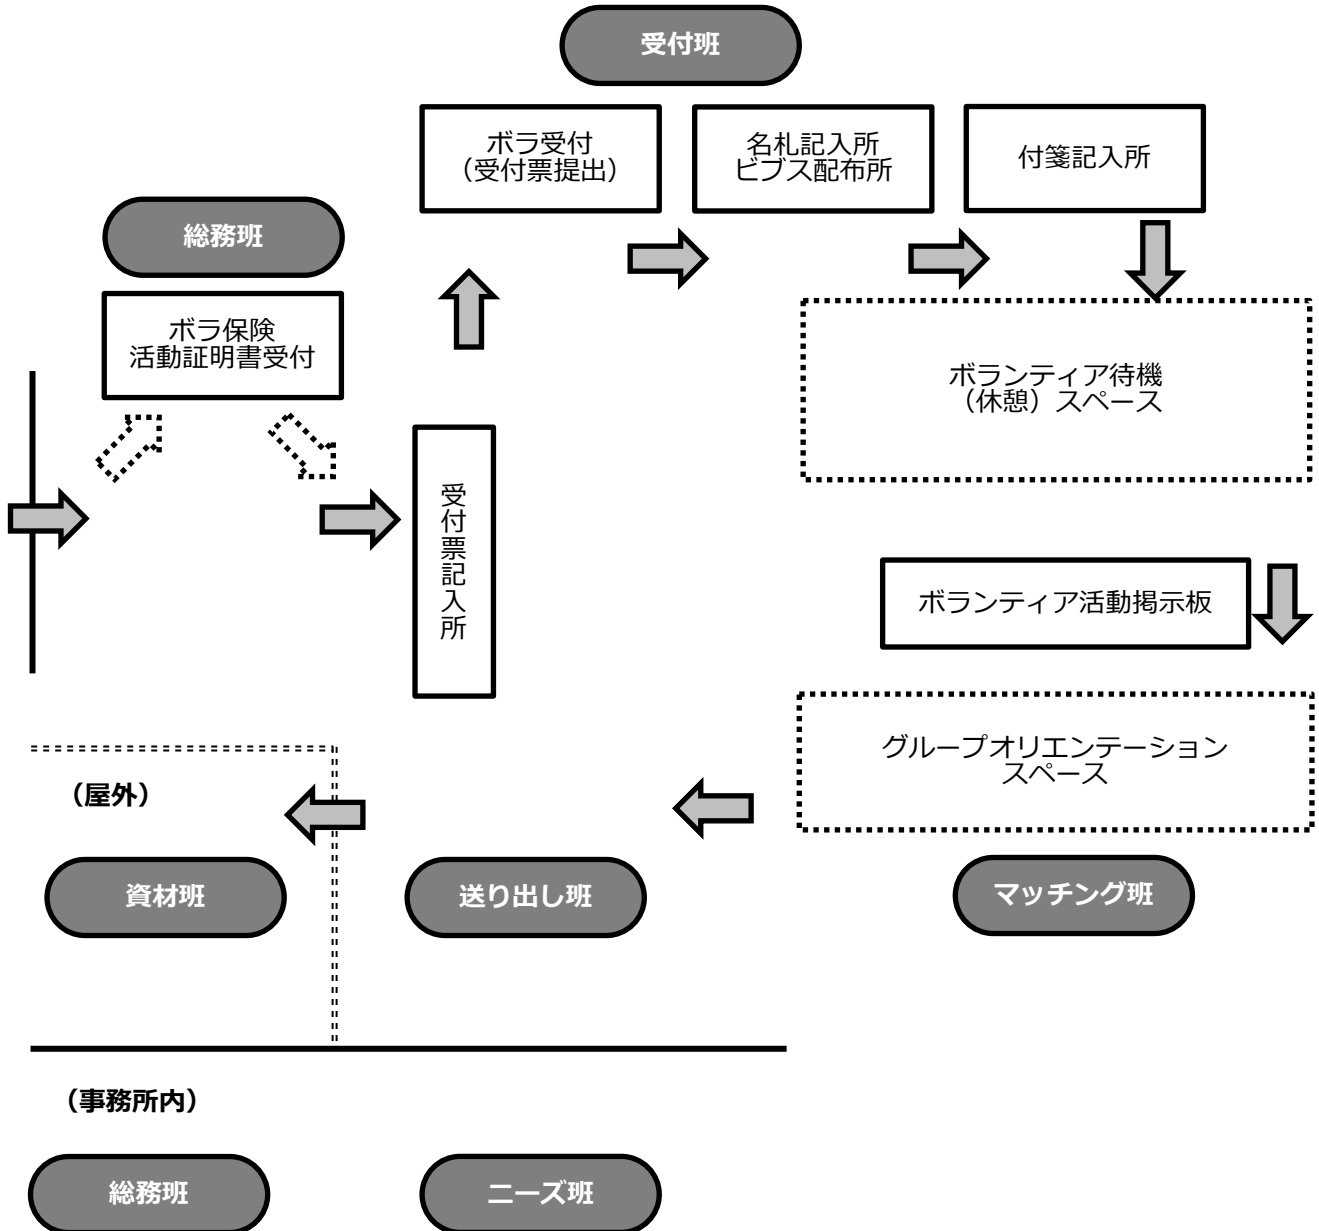 受付班
ボラ受付
（受付票提出）
名札記入所
ビブス配布所
付箋記入所
総務班
ボラ保険
活動証明書受付
ボランティア待機
（休憩）スペース
受付票記入所
ボランティア活動掲示板
グループオリエンテーション
スペース
（屋外）
資材班
送り出し班
マッチング班
（事務所内）
総務班
ニーズ班